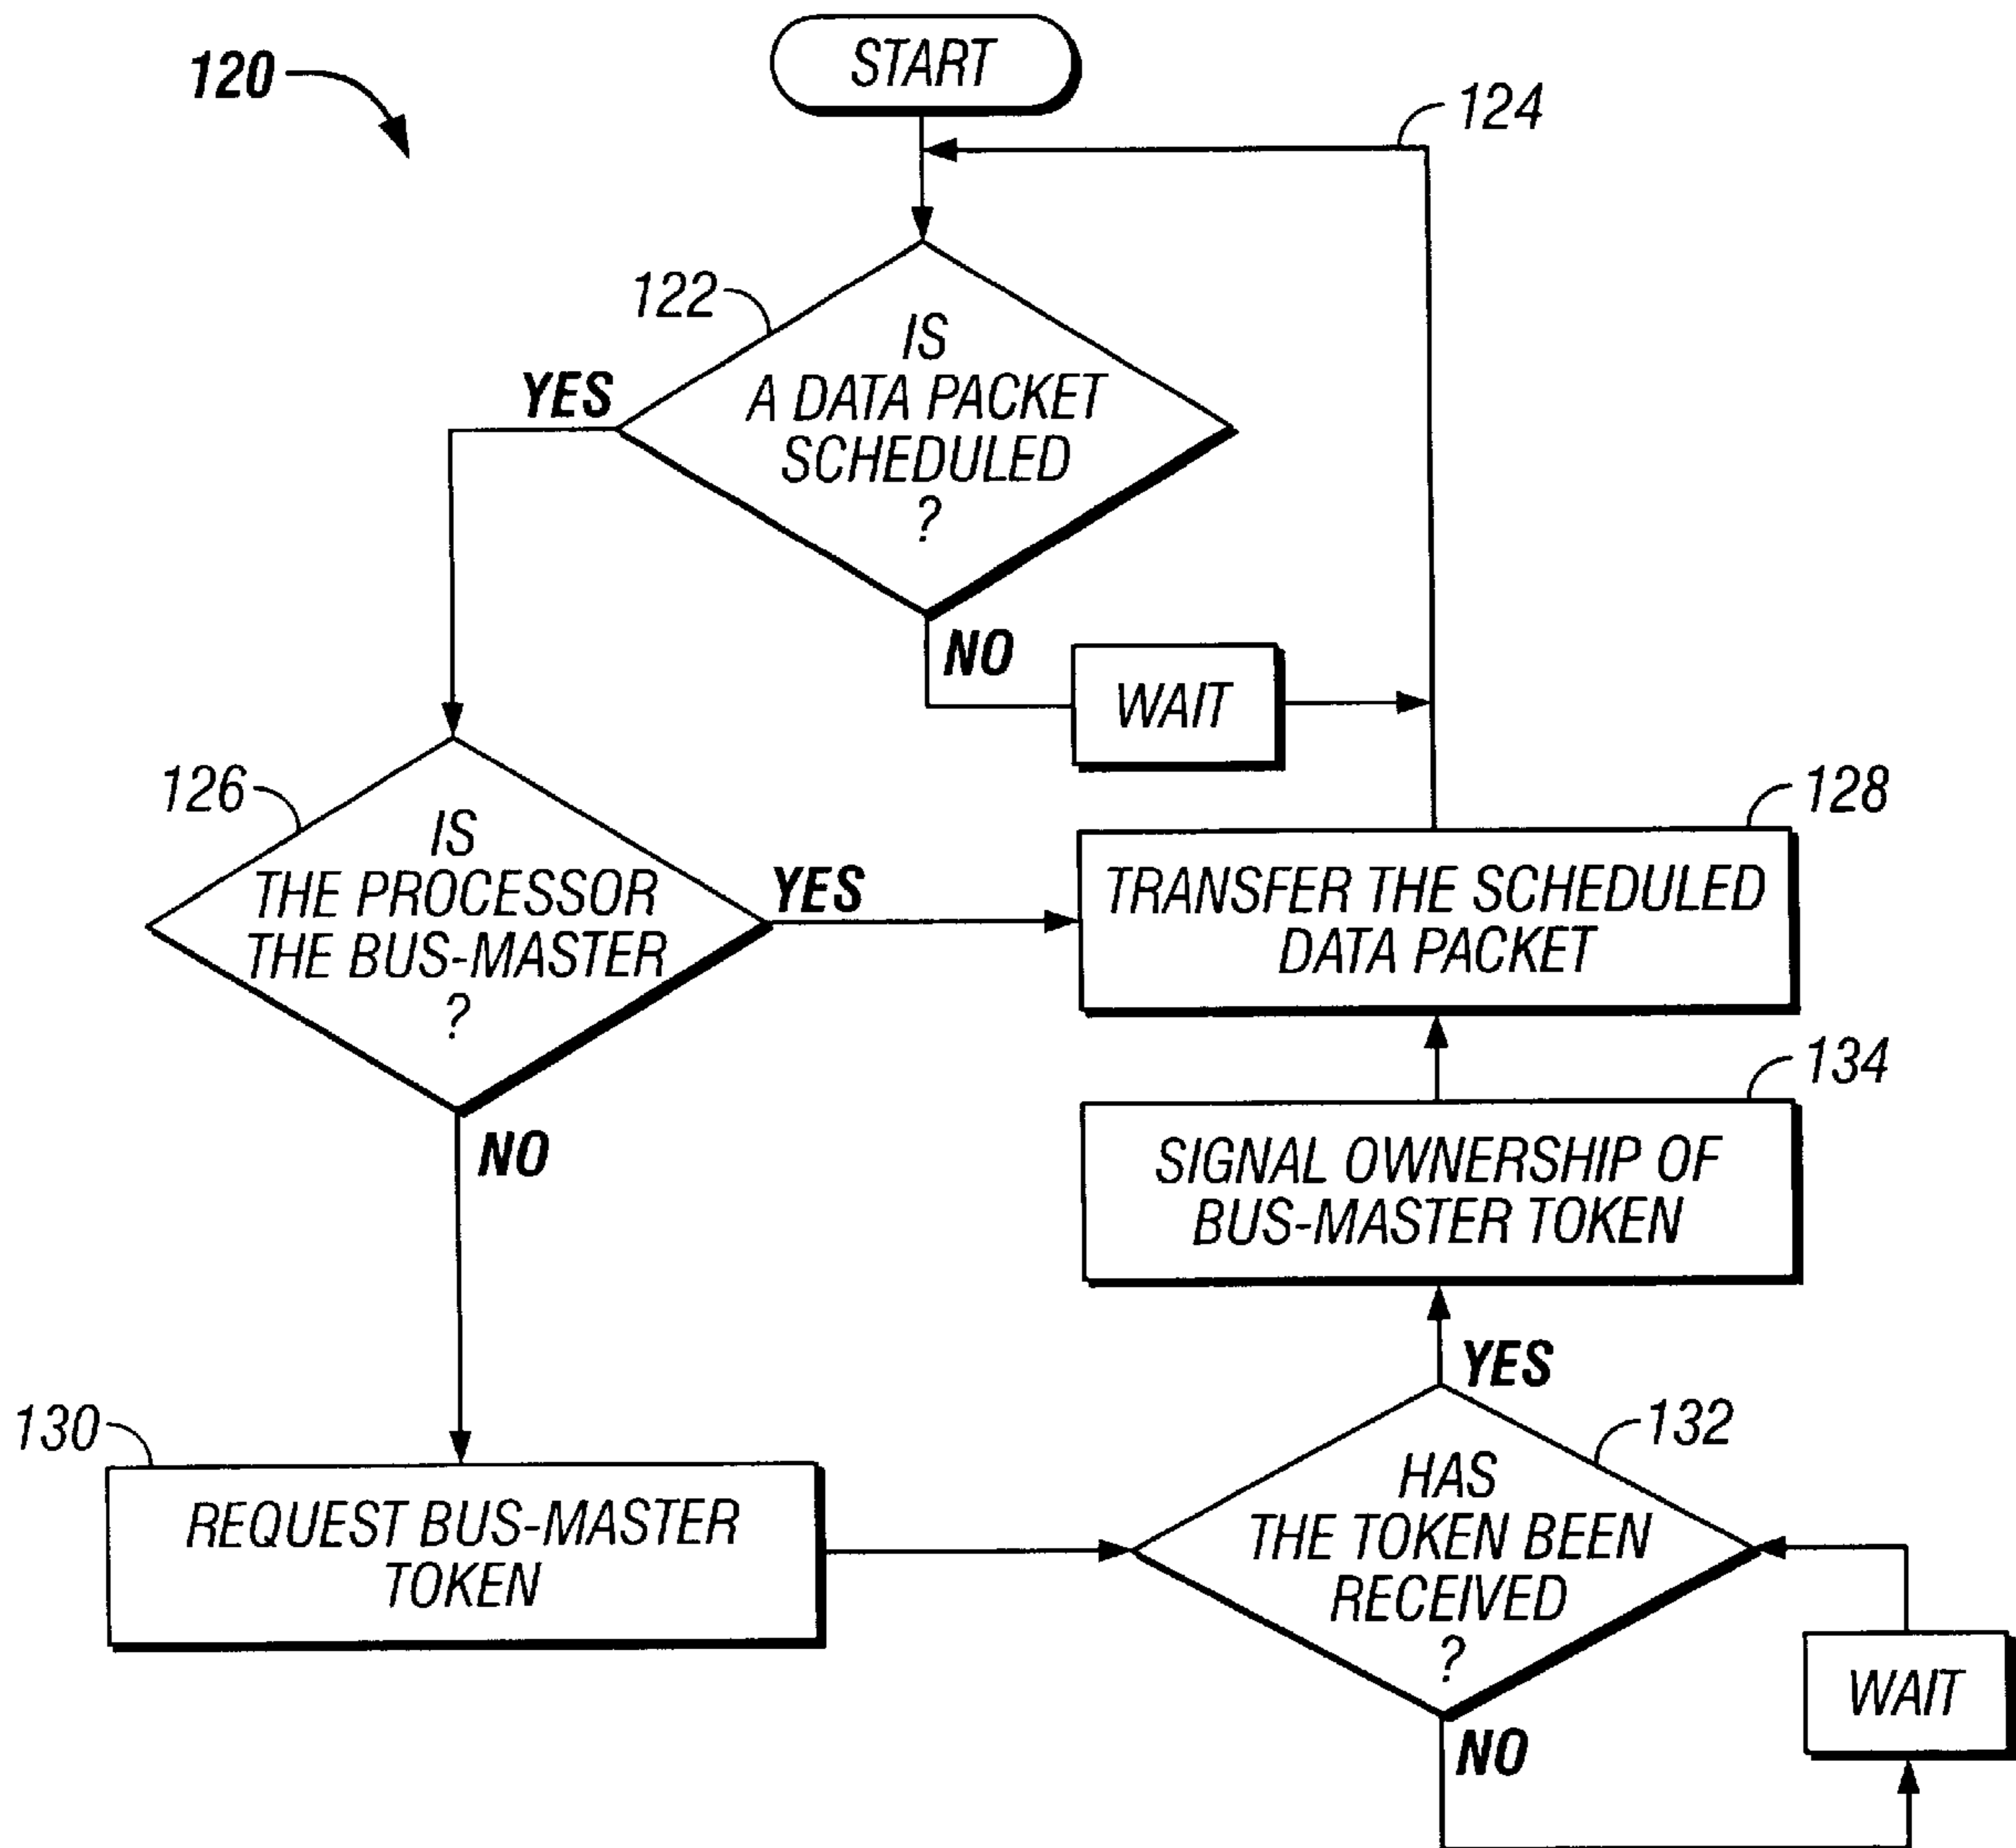 120
START
124
122
IS
A DATA PACKET
SCHEDULED
?
YES
NO
WAIT
126
IS
THE PROCESSOR
THE BUS-MASTER
?
YES
NO
128
TRANSFER THE SCHEDULED
DATA PACKET
134
SIGNAL OWNERSHIP OF
BUS-MASTER TOKEN
YES
130
REQUEST BUS-MASTER
TOKEN
132
HAS
THE TOKEN BEEN
RECEIVED
?
NO
WAIT